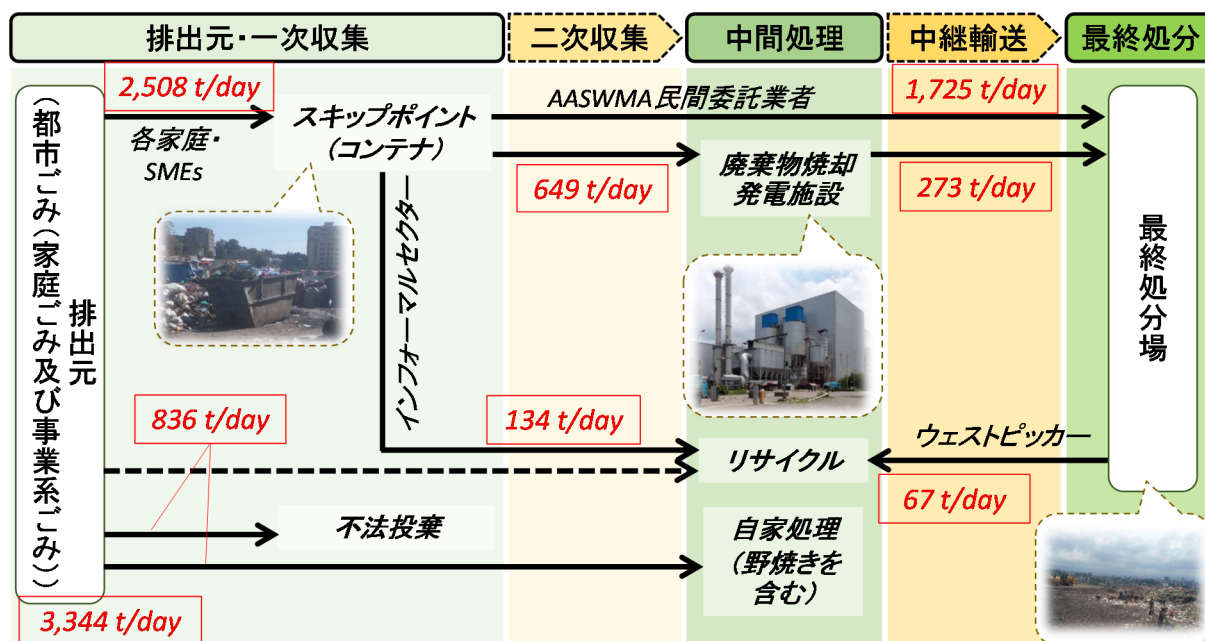 排出元・一次収集
二次収集
中間処理
中継輸送
最終処分
2,508 t/day
各家庭・
SMEs
スキップポイント
(コンテナ)
AASWMA 民間委託業者
1,725 t/day
649 t/day
廃棄物焼却
発電施設
273 t/day
排出元
(都市ごみ(家庭ごみ及び事業系ごみ))
インフォーマルセクター
最終処分場
836 t/day
134 t/day
リサイクル
ウェストピッカー
67 t/day
不法投棄
自家処理
(野焼きを
含む)
3,344 t/day